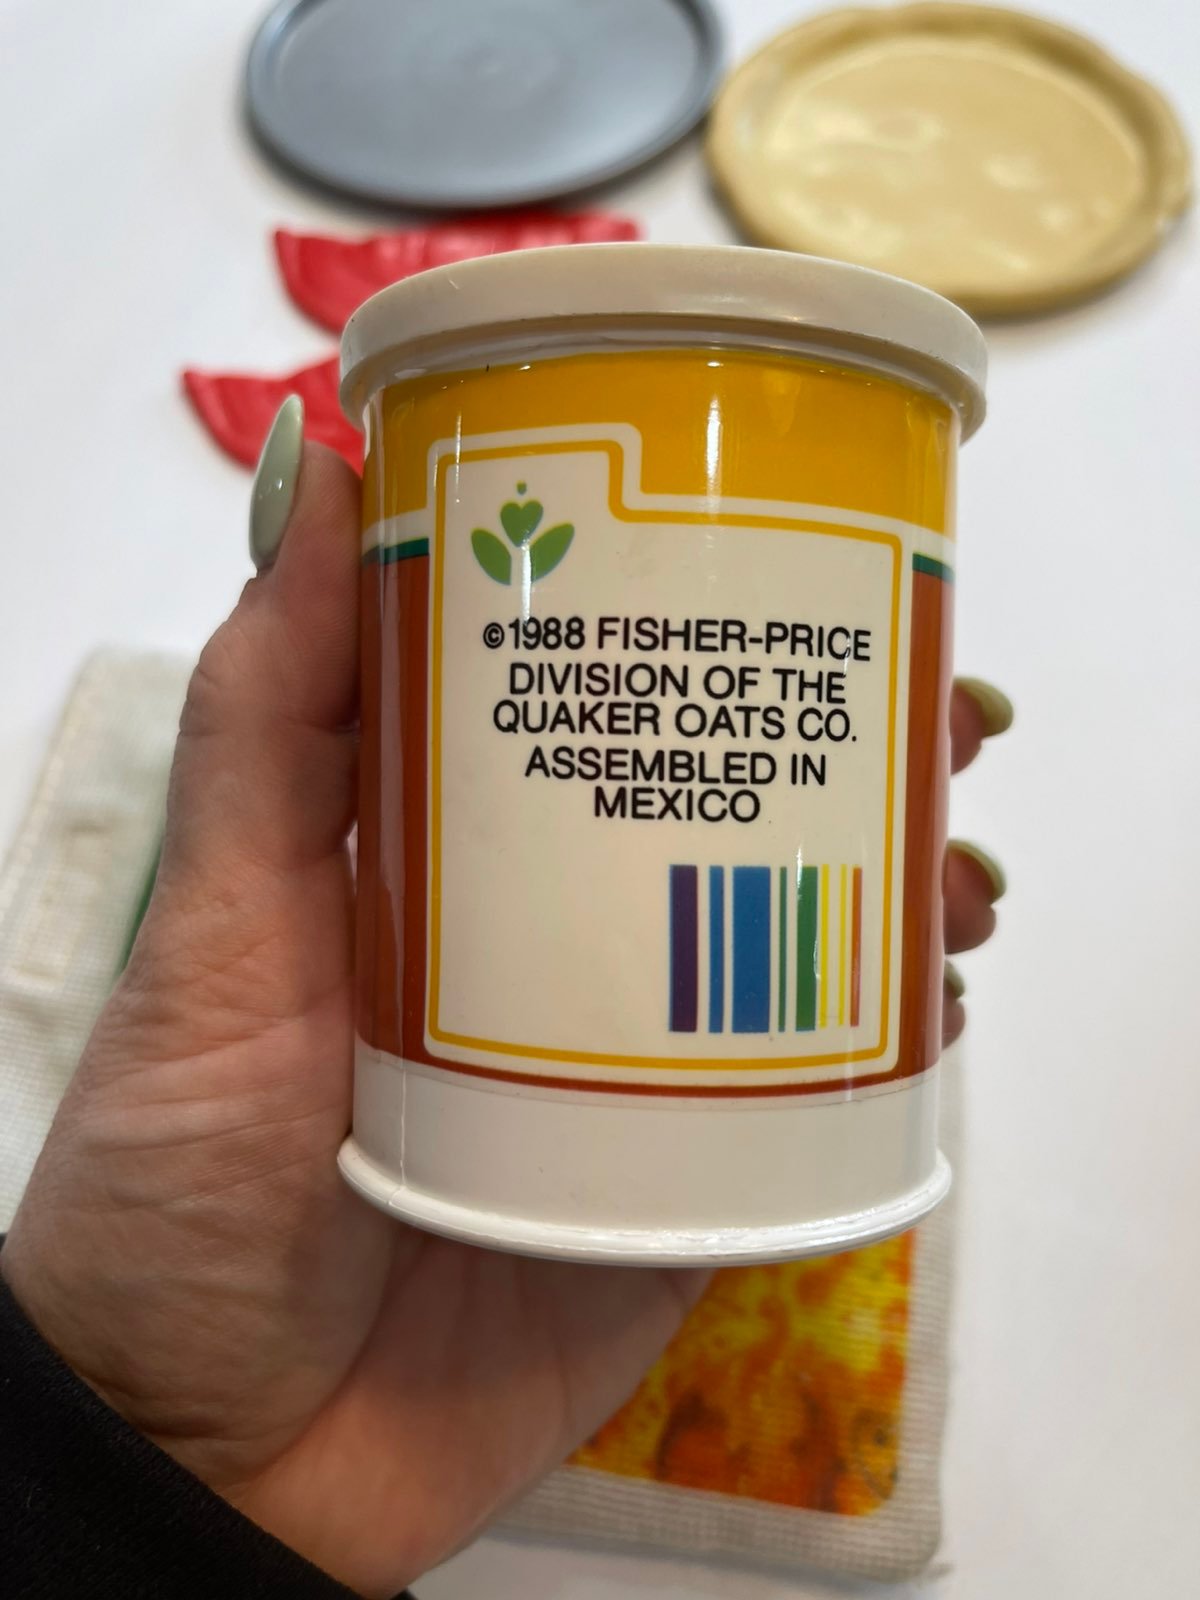 ©1988 FISHER-PRICE
DIVISION OF THE
QUAKER OATS CO.
ASSEMBLED IN
MEXICO